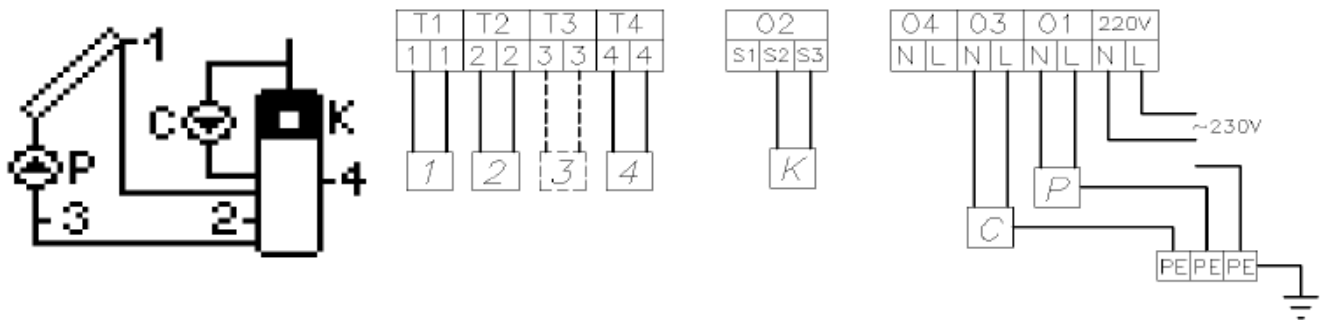 1
C K
P 4
3 2
T1 T2 T3 T4
1 1 2 2 3 3 4 4
1 2 3 4
O2
S1 S2 S3
K
O4 O3 O1 220V
N L N L N L N L
~230V
P
C
PE PE PE